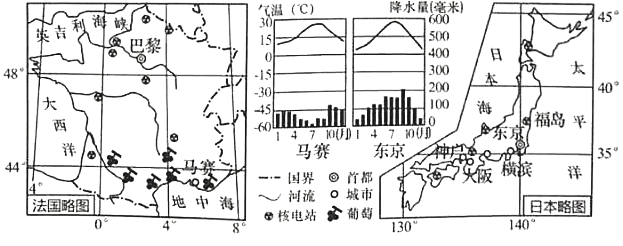 英吉利海峡
巴黎
48°
大西洋
马赛
44°
4°
0°
4°
8°
地中海
法国略图
气温(℃)
降水量(毫米)
30
15
0
-15
-30
-45
-60
600
500
400
300
200
100
0
1 4 7 10(月)
1 4 7 10(月)
马赛
东京
国界
首都
河流
城市
核电站
葡萄
45°
40°
35°
日本海
太平洋
福岛
东京
神户
横滨
大阪
130°
140°
日本略图